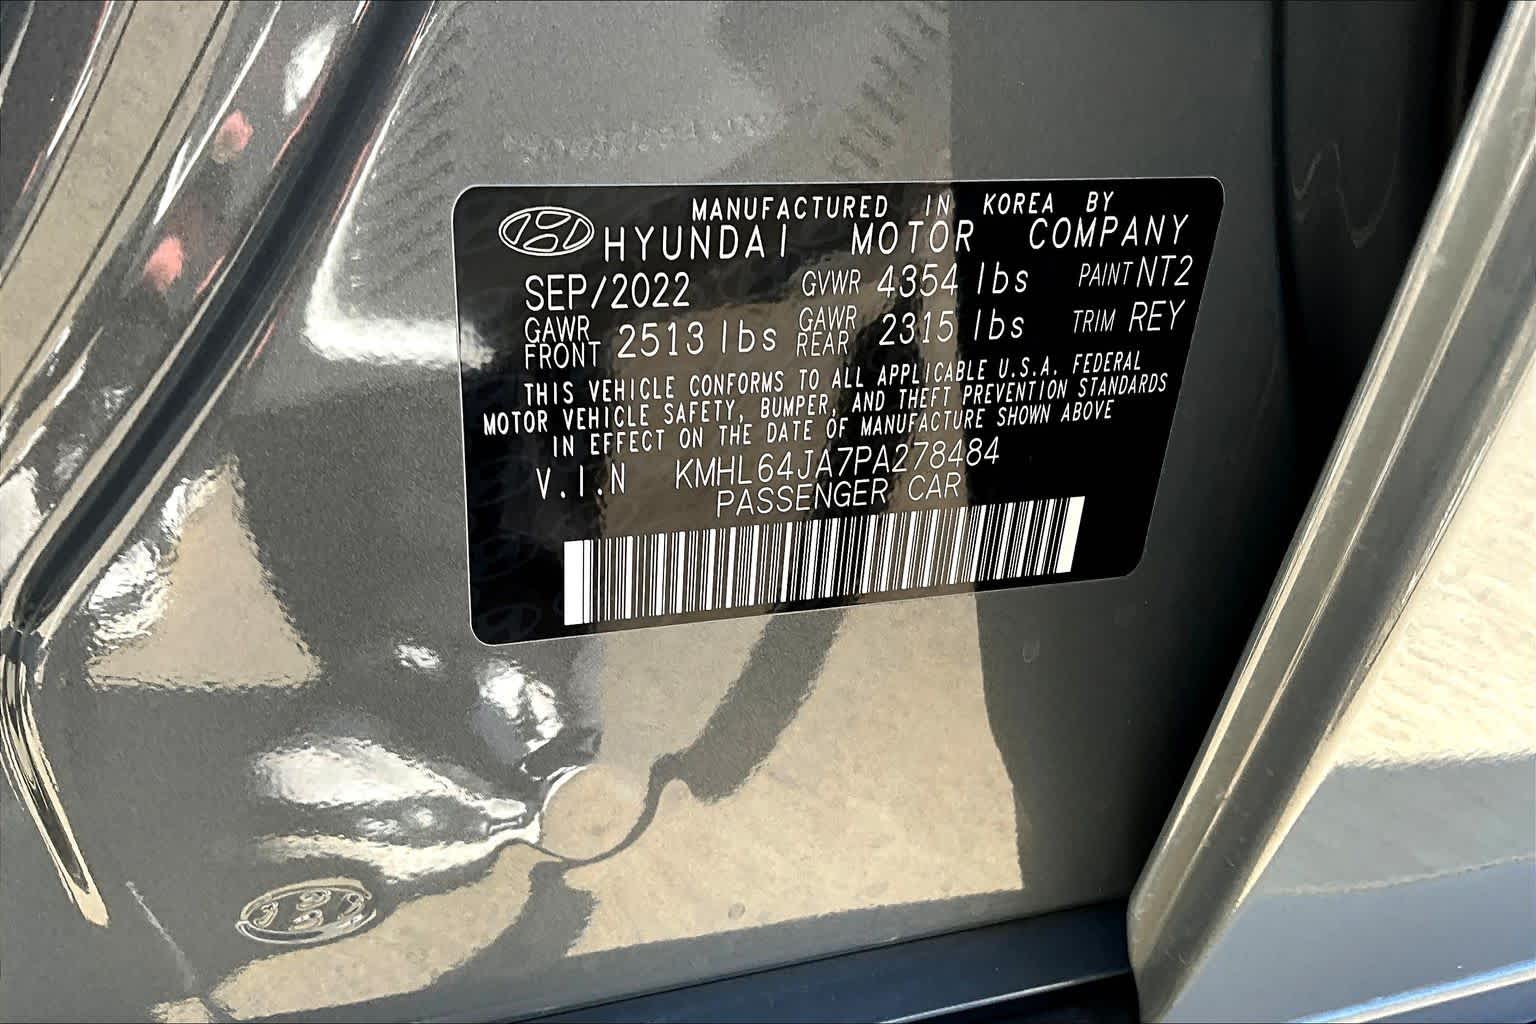 MANUFACTURED IN KOREA BY
HYUNDAI MOTOR COMPANY
SEP/2022 GVWR 4354 lbs PAINT NT2
GAWR FRONT 2513 lbs GAWR REAR 2315 lbs TRIM REY
THIS VEHICLE CONFORMS TO ALL APPLICABLE U.S.A. FEDERAL
MOTOR VEHICLE SAFETY, BUMPER, AND THEFT PREVENTION STANDARDS
IN EFFECT ON THE DATE OF MANUFACTURE SHOWN ABOVE
V.I.N KMHL64JA7PA278484
PASSENGER CAR